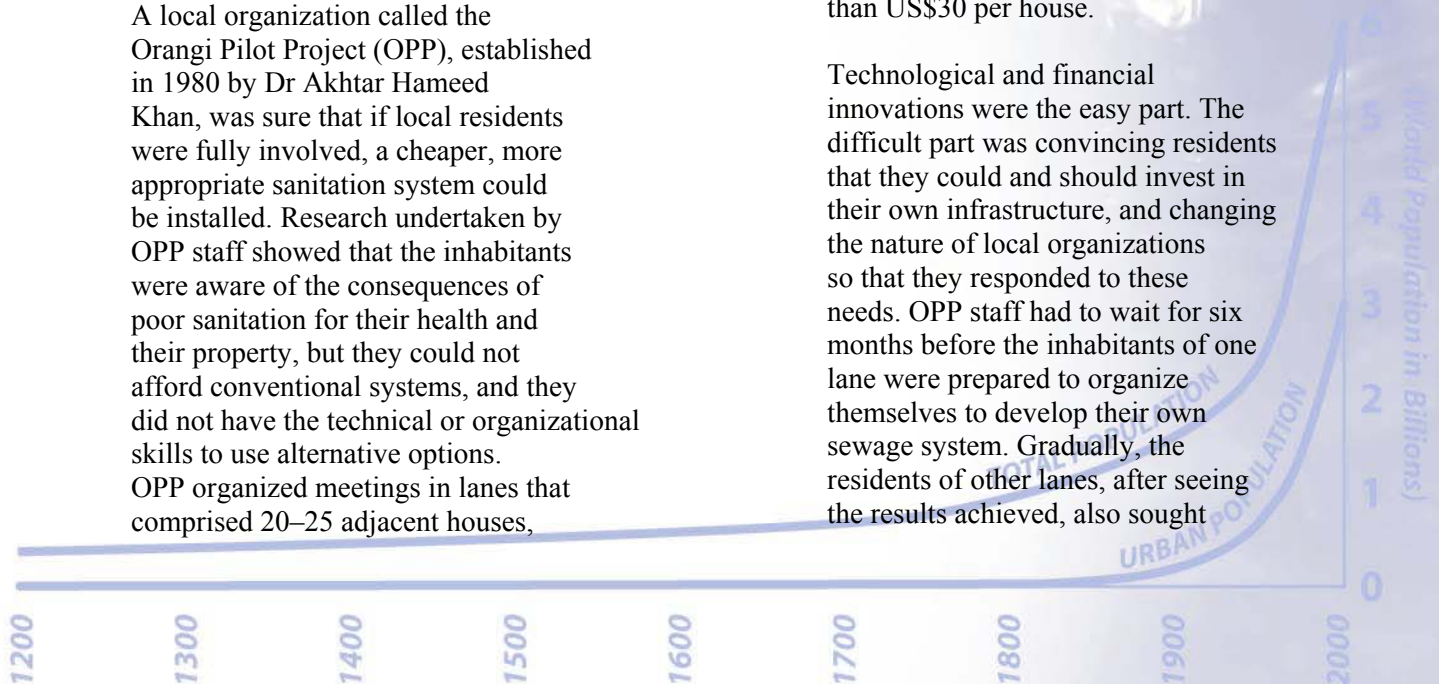 A local organization called the
Orangi Pilot Project (OPP), established
in 1980 by Dr Akhtar Hameed
Khan, was sure that if local residents
were fully involved, a cheaper, more
appropriate sanitation system could
be installed. Research undertaken by
OPP staff showed that the inhabitants
were aware of the consequences of
poor sanitation for their health and
their property, but they could not
afford conventional systems, and they
did not have the technical or organizational
skills to use alternative options.
OPP organized meetings in lanes that
comprised 20–25 adjacent houses,
than US$30 per house.
Technological and financial
innovations were the easy part. The
difficult part was convincing residents
that they could and should invest in
their own infrastructure, and changing
the nature of local organizations
so that they responded to these
needs. OPP staff had to wait for six
months before the inhabitants of one
lane were prepared to organize
themselves to develop their own
sewage system. Gradually, the
residents of other lanes, after seeing
the results achieved, also sought
TOTAL POPULATION
URBAN POPULATION
6
5
4
3
2
1
0
(World Population in Billions)
1200
1300
1400
1500
1600
1700
1800
1900
2000